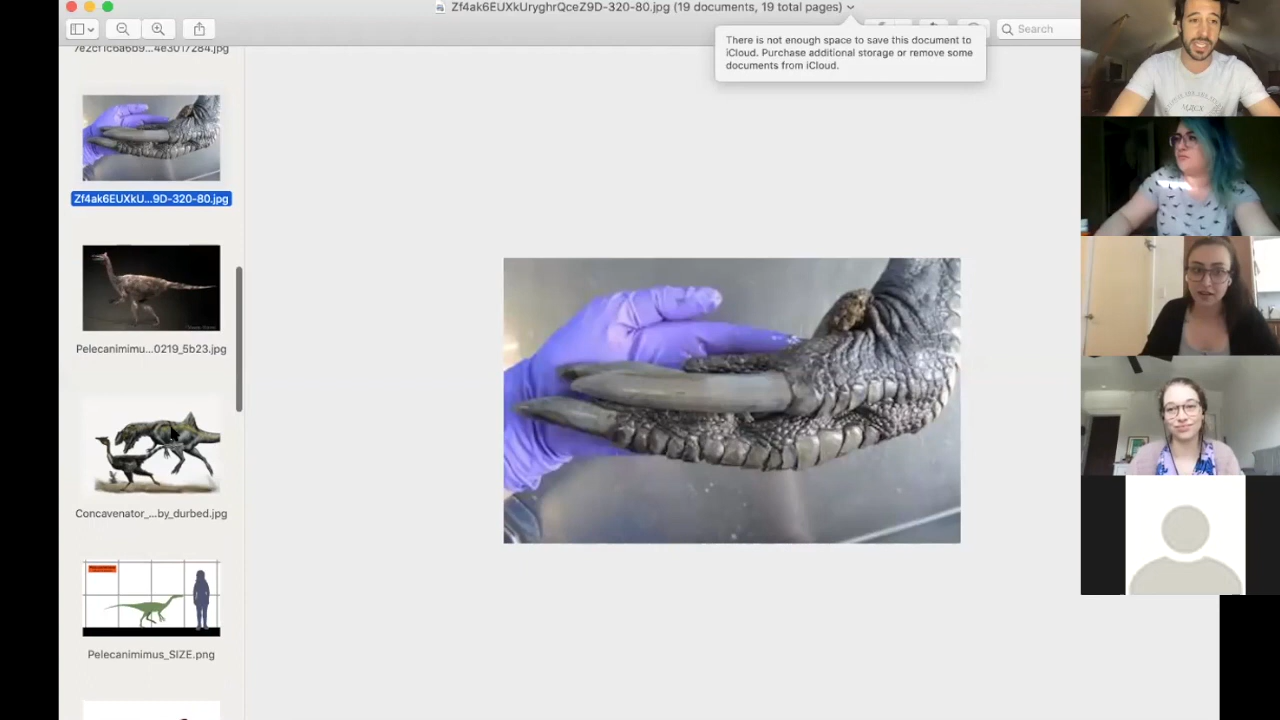 Zf4ak6EUXkUryghrQceZ9D-320-80.jpg (19 documents, 19 total pages)
Search
There is not enough space to save this document to
iCloud. Purchase additional storage or remove some
documents from iCloud.
Zf4ak6EUXkU...9D-320-80.jpg
Pelecanimimu...0219_5b23.jpg
Concavenator_...by_durbed.jpg
Pelecanimimus_SIZE.png